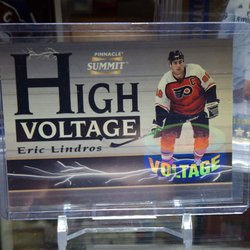 PINNACLE
SUMMIT
HIGH
VOLTAGE
Eric Lindros
VOLTAGE